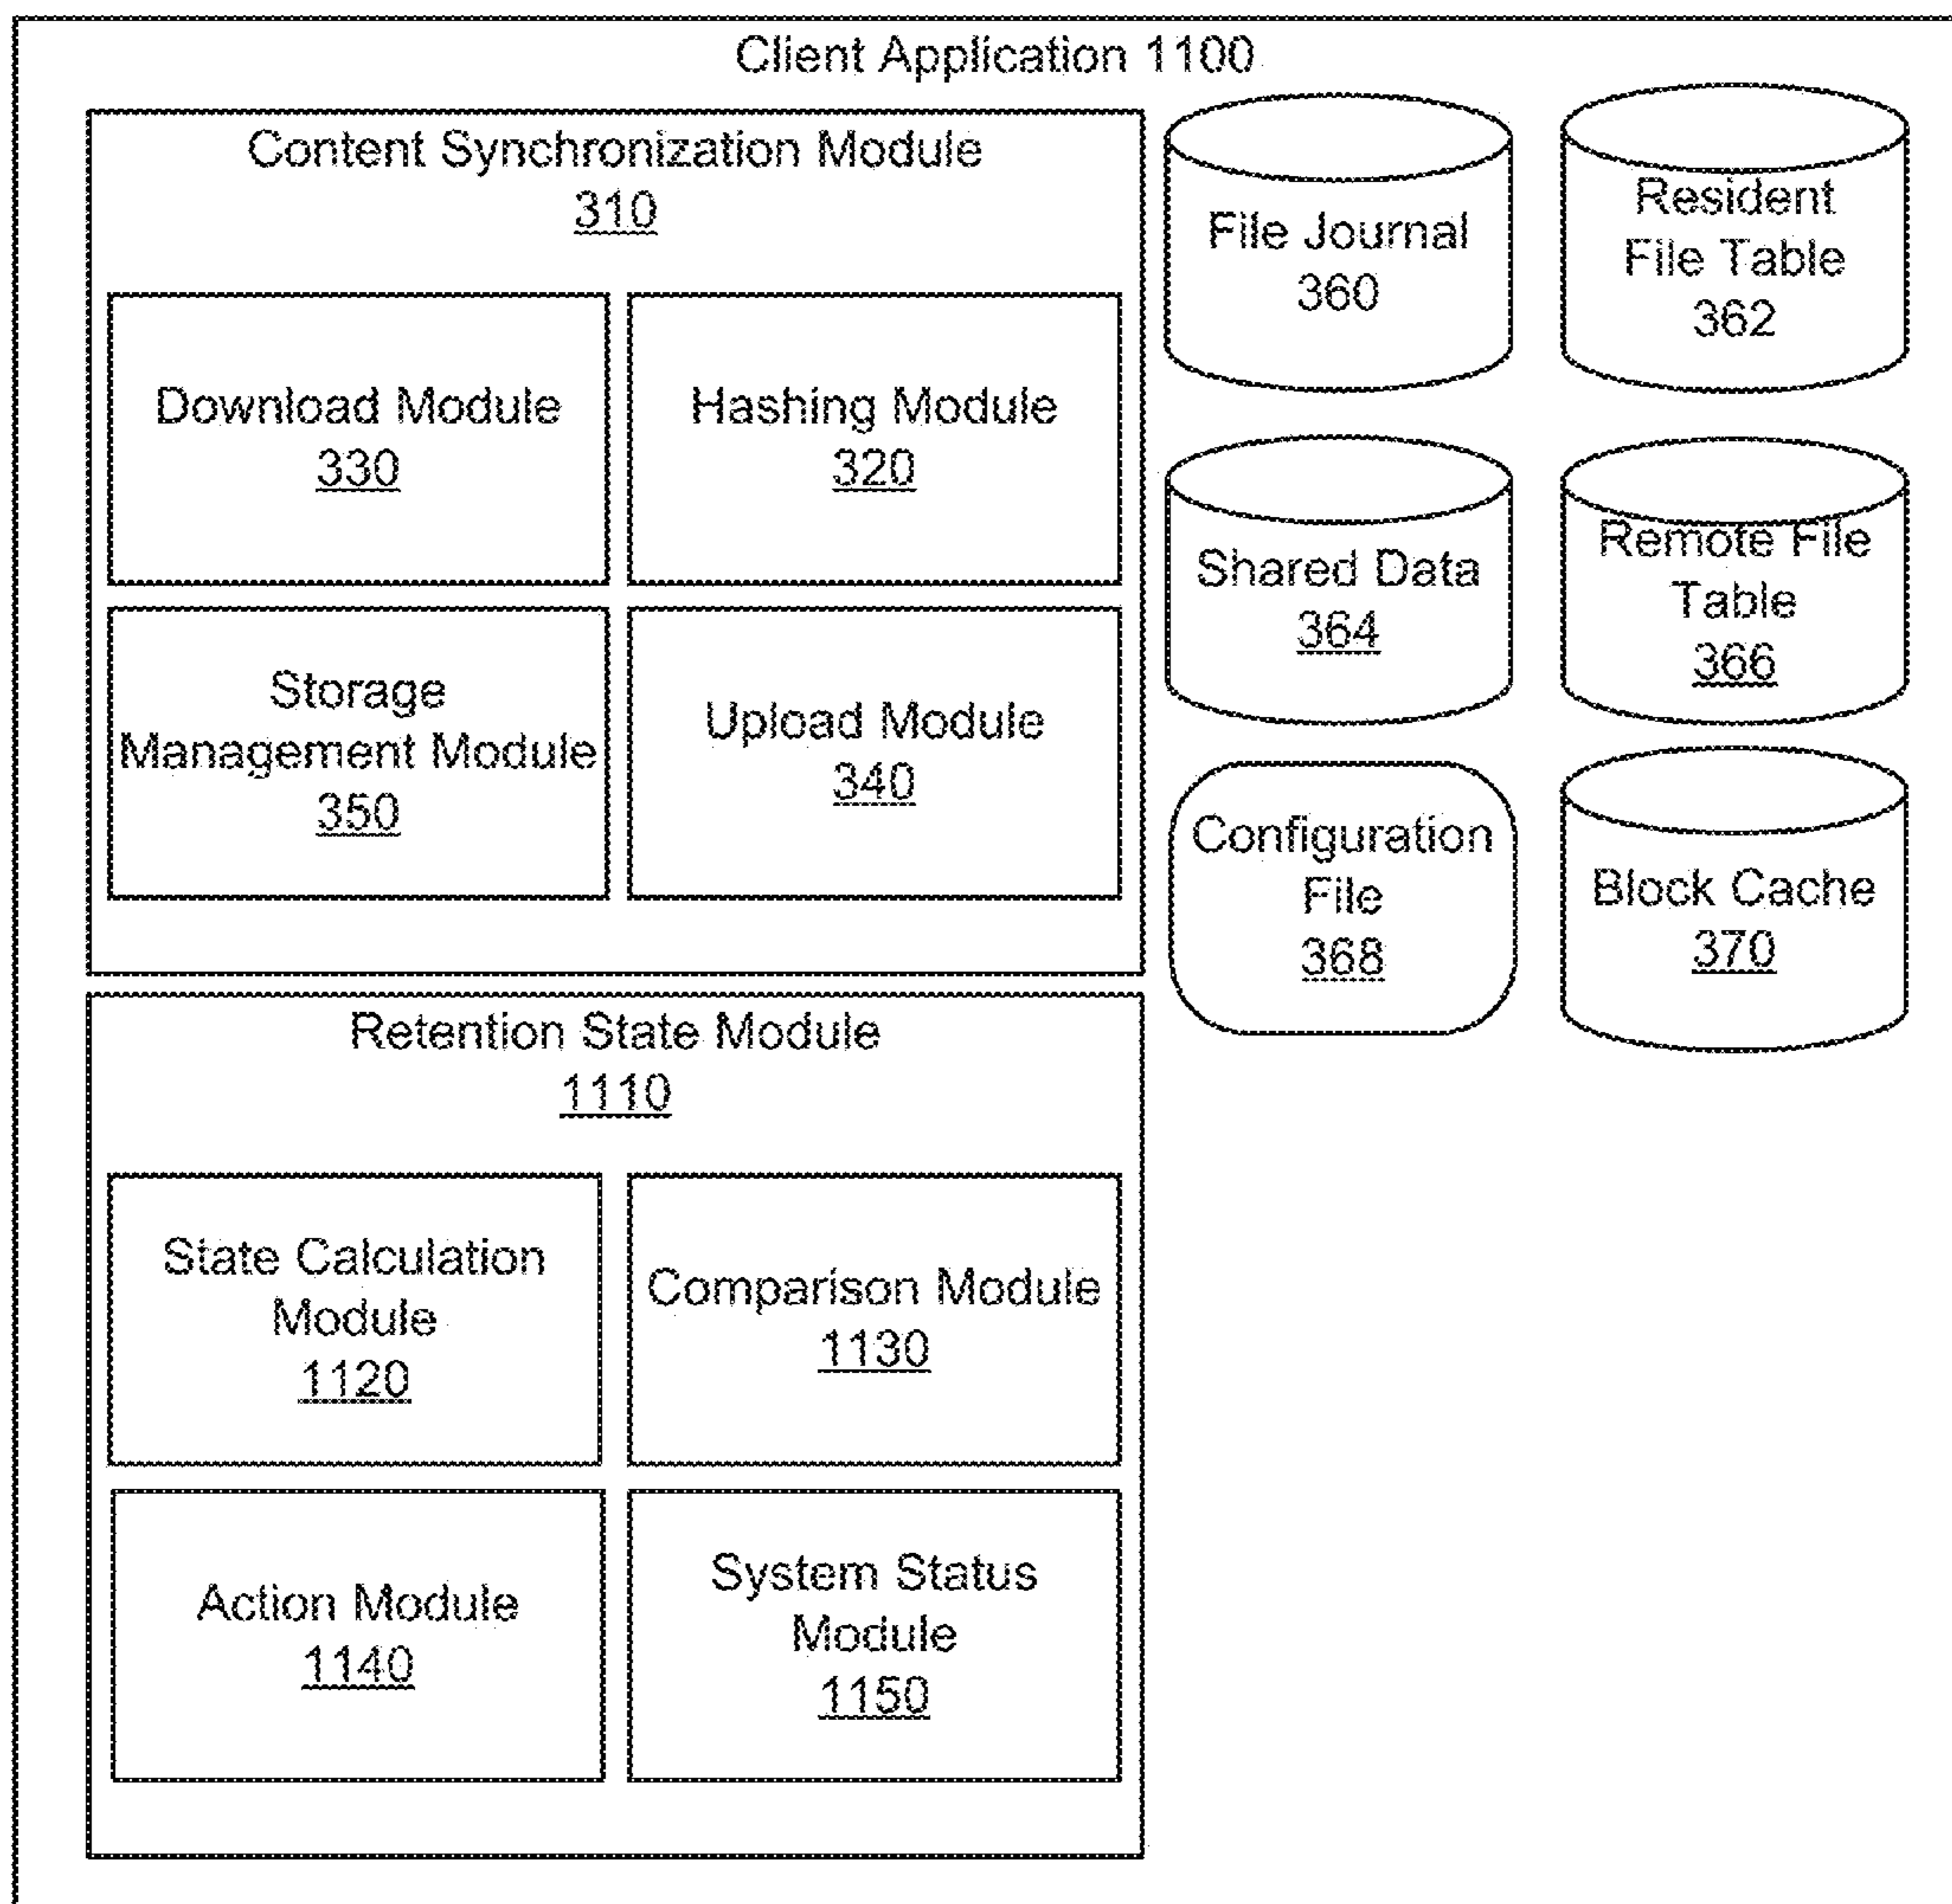 Client Application 1100
Content Synchronization Module
310
Download Module
330
Hashing Module
320
Storage
Management Module
350
Upload Module
340
File Journal
360
Resident
File Table
362
Shared Data
364
Remote File
Table
366
Configuration
File
368
Block Cache
370
Retention State Module
1110
State Calculation
Module
1120
Comparison Module
1130
Action Module
1140
System Status
Module
1150